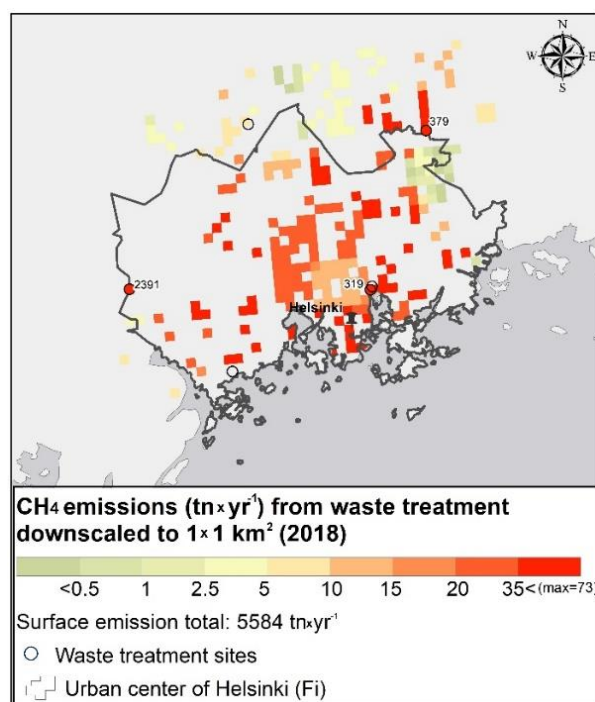 N
W E
S
379
2391
319
Helsinki
CH4 emissions (tn×yr-1) from waste treatment
downscaled to 1×1 km2 (2018)
<0.5 1 2.5 5 10 15 20 35< (max=73)
Surface emission total: 5584 tn×yr-1
Waste treatment sites
Urban center of Helsinki (Fi)